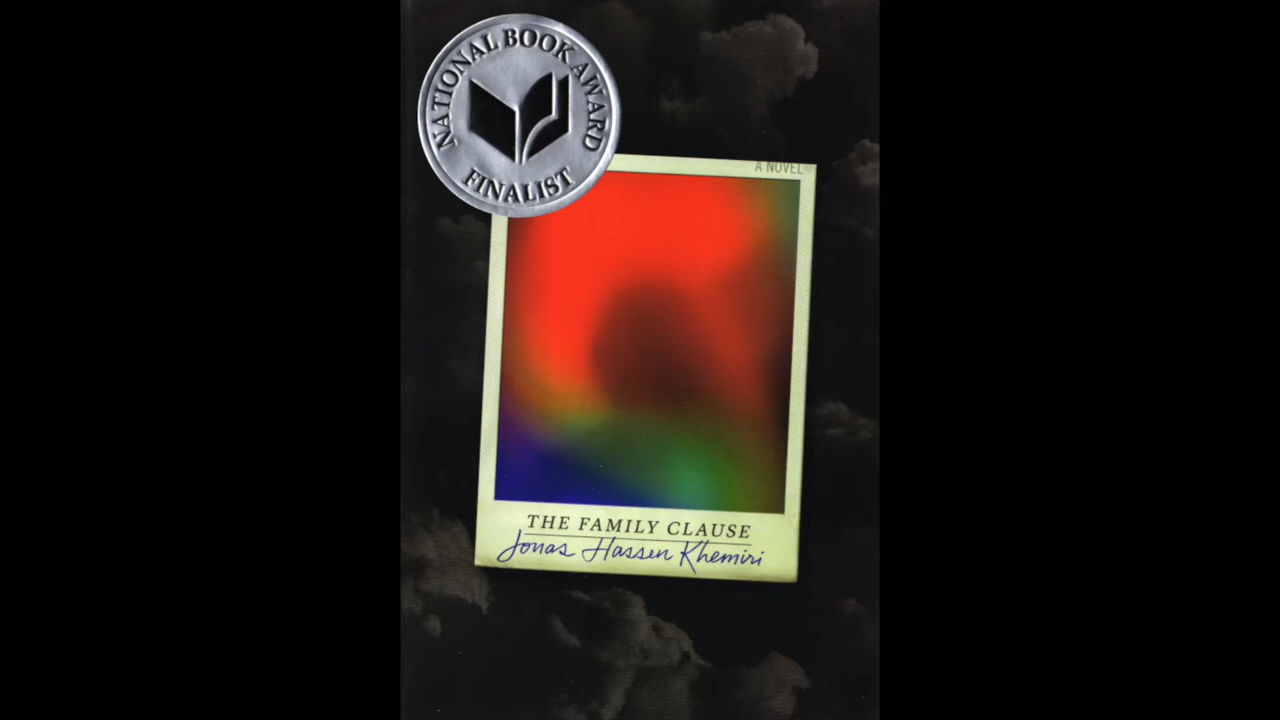 NATIONAL BOOK AWARD
FINALIST
A NOVEL
THE FAMILY CLAUSE
Jonas Hassen Khemiri